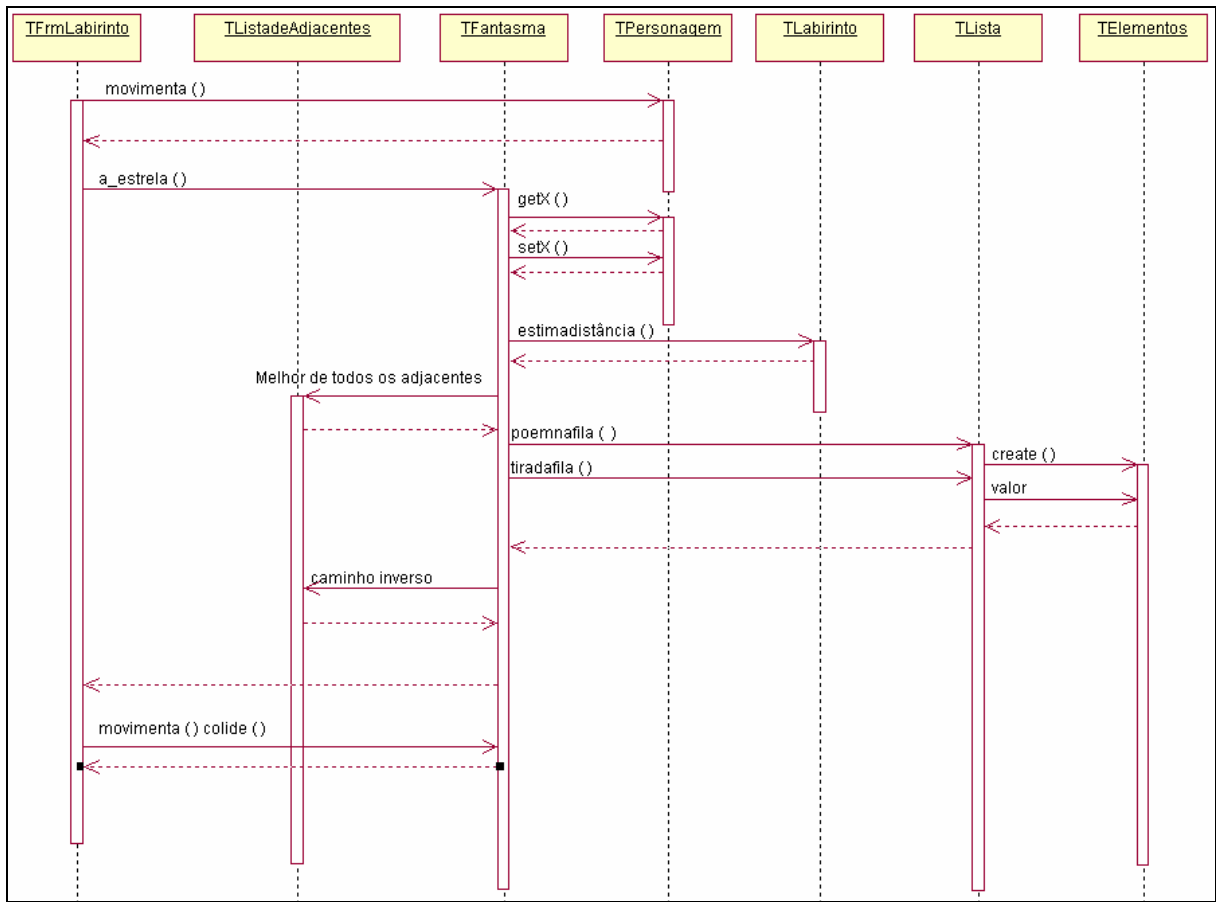 TFrmLabirinto
TListadeAdjacentes
TFantasma
TPersonagem
TLabirinto
TLista
TElementos
movimenta ( )
a_estrela ( )
getX ( )
setX ( )
estimadistância ( )
Melhor de todos os adjacentes
poemnafila ( )
create ( )
tiradafila ( )
valor
caminho inverso
movimenta ( ) colide ( )